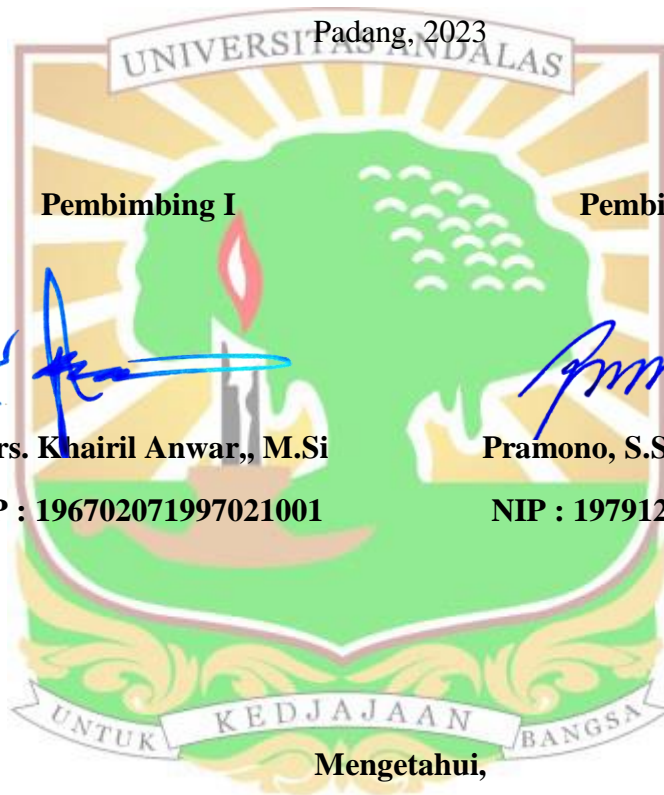 Padang, 2023
UNIVERSITAS ANDALAS
Pembimbing I Pembi
rs. Khairil Anwar,, M.Si Pramono, S.S
P : 196702071997021001 NIP : 197912
UNTUK KEDJAJAAN BANGSA
Mengetahui,